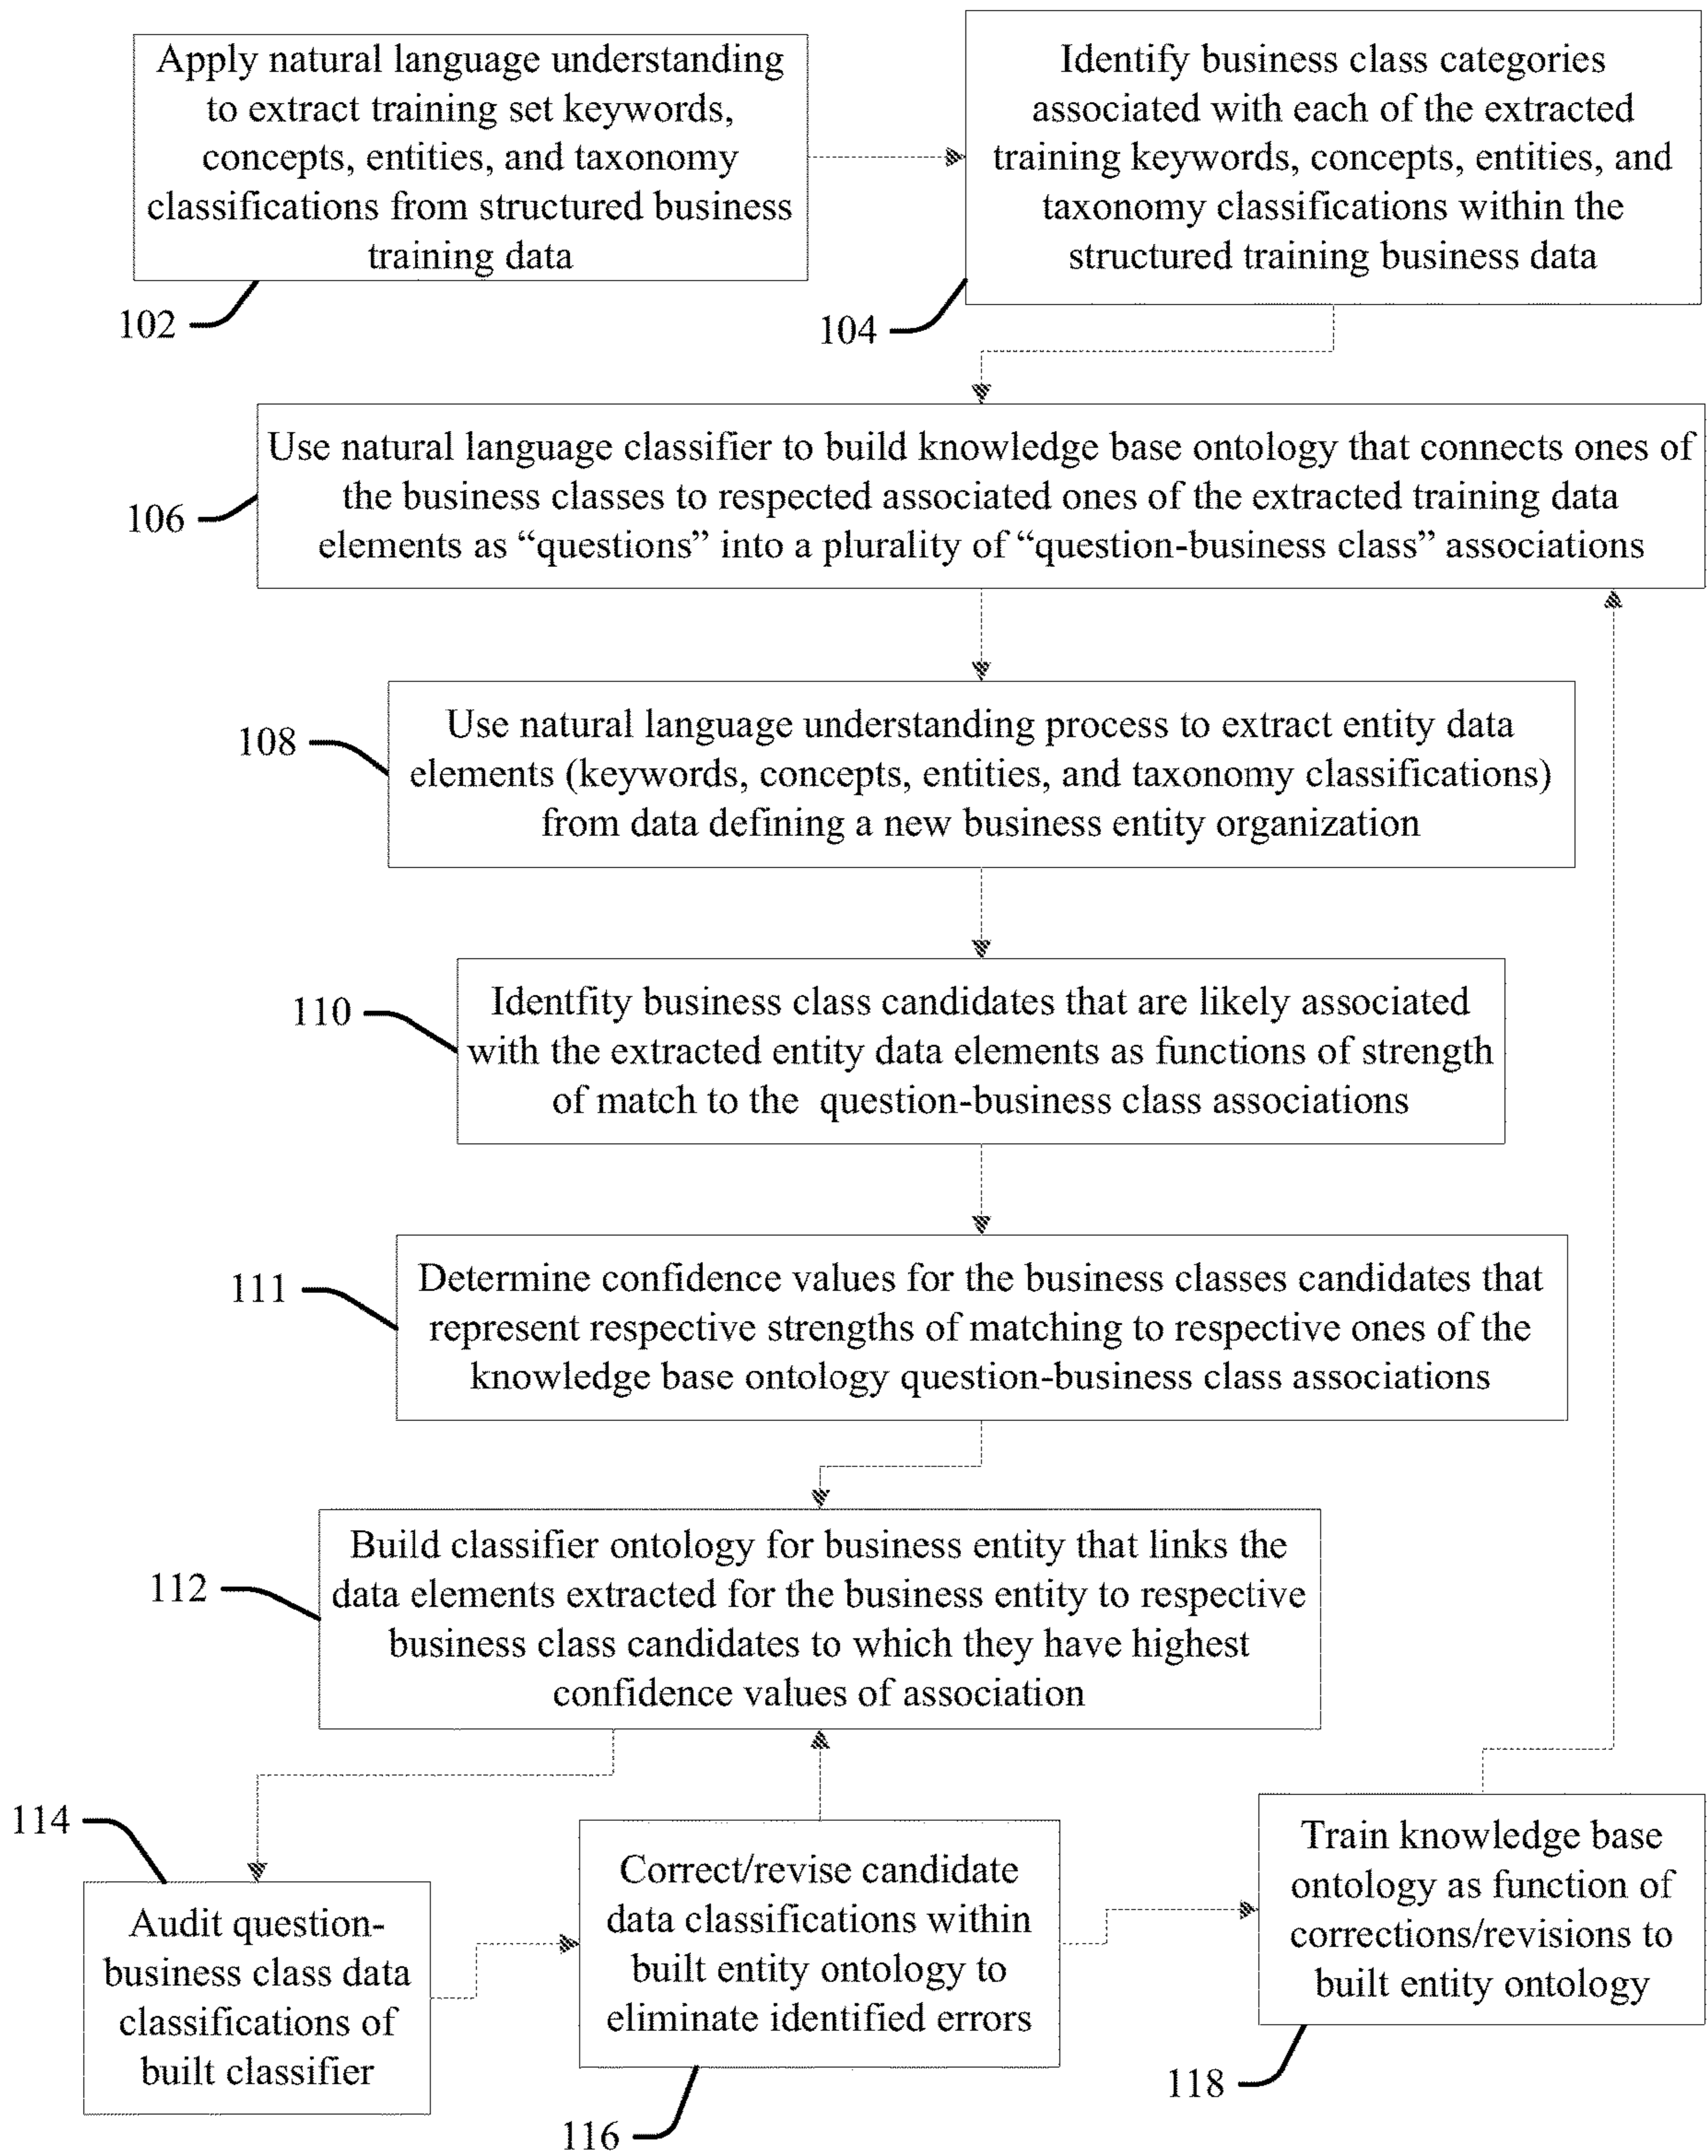 Apply natural language understanding
to extract training set keywords,
concepts, entities, and taxonomy
classifications from structured business
training data
102
Identify business class categories
associated with each of the extracted
training keywords, concepts, entities, and
taxonomy classifications within the
structured training business data
104
Use natural language classifier to build knowledge base ontology that connects ones of
the business classes to respected associated ones of the extracted training data
elements as “questions” into a plurality of “question-business class” associations
106
Use natural language understanding process to extract entity data
elements (keywords, concepts, entities, and taxonomy classifications)
from data defining a new business entity organization
108
Identfity business class candidates that are likely associated
with the extracted entity data elements as functions of strength
of match to the question-business class associations
110
Determine confidence values for the business classes candidates that
represent respective strengths of matching to respective ones of the
knowledge base ontology question-business class associations
111
Build classifier ontology for business entity that links the
data elements extracted for the business entity to respective
business class candidates to which they have highest
confidence values of association
112
114
Audit question-
business class data
classifications of
built classifier
Correct/revise candidate
data classifications within
built entity ontology to
eliminate identified errors
116
Train knowledge base
ontology as function of
corrections/revisions to
built entity ontology
118